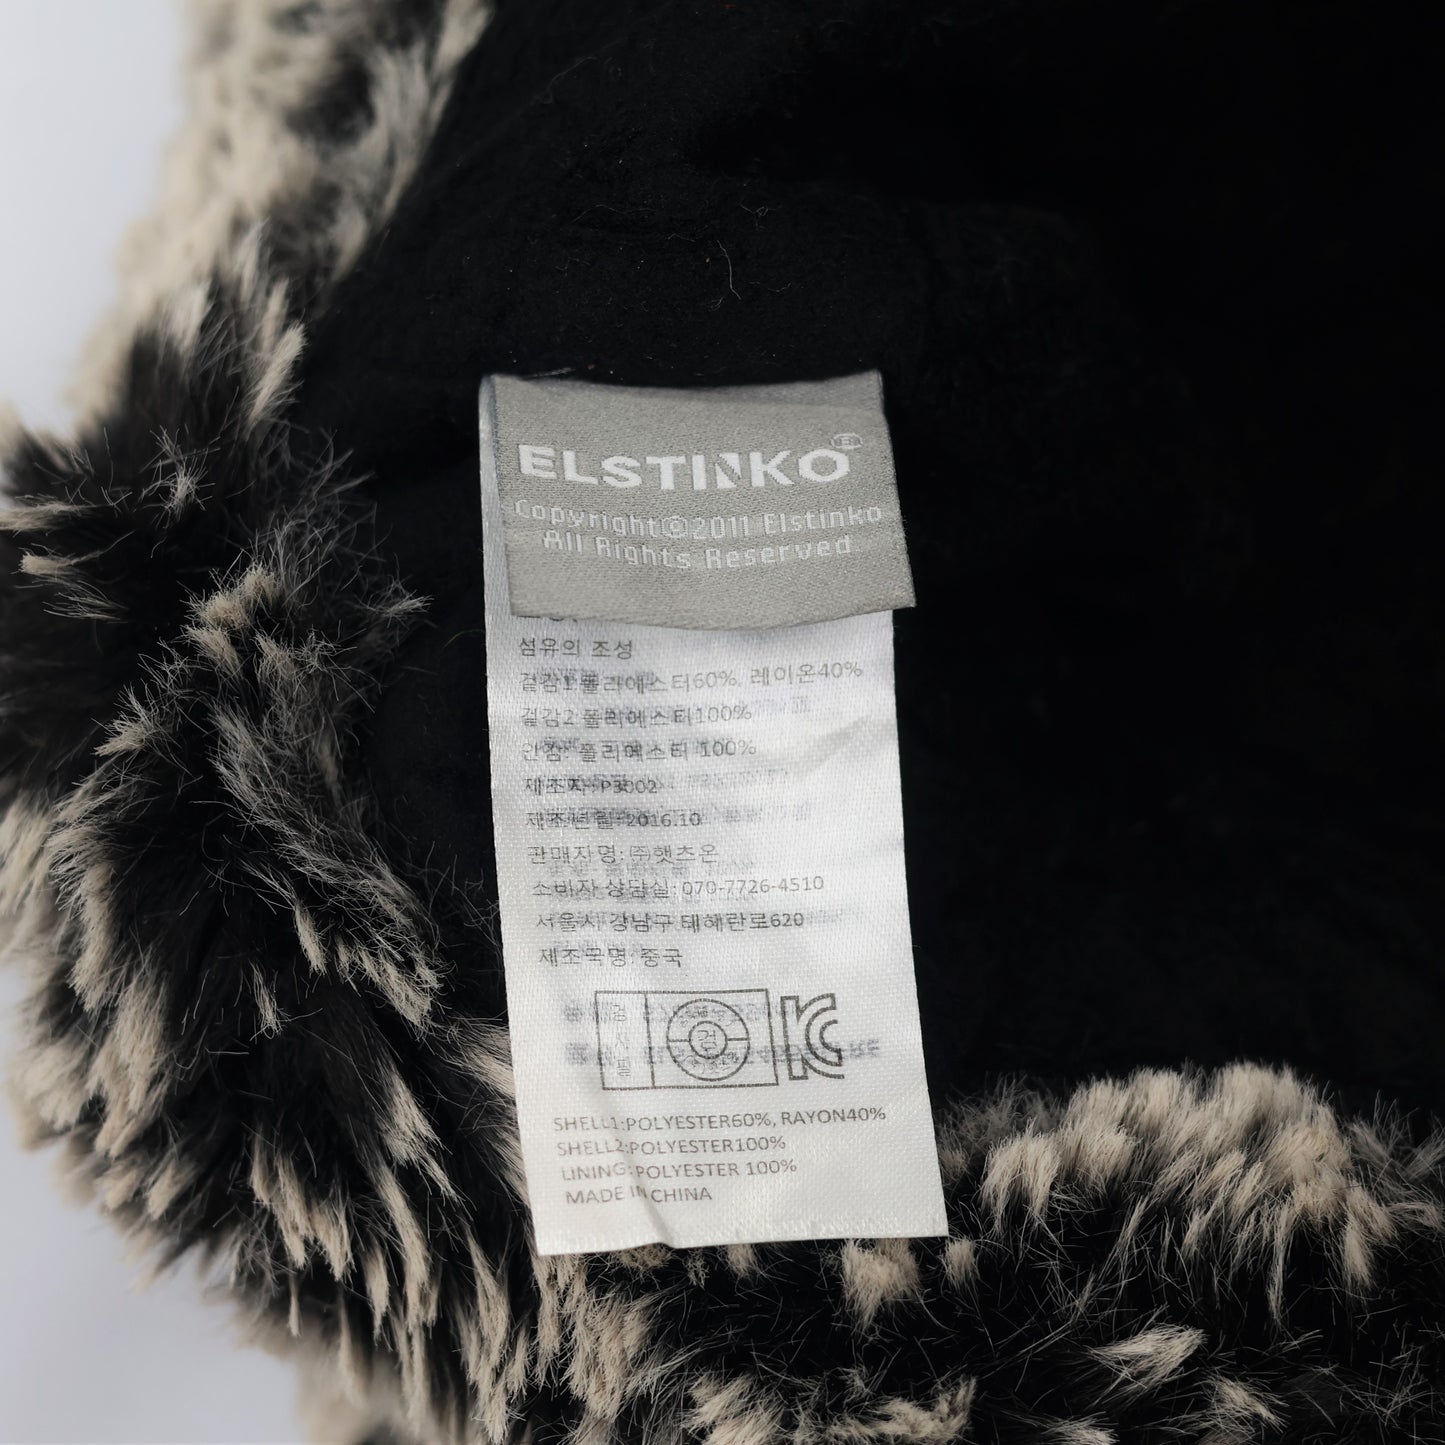 ELSTINKO®
Copyright©2011 Elstinko
All Rights Reserved.
섬유의 조성
겉감1:폴리에스터60%, 레이온40%
겉감2:폴리에스터100%
안감: 폴리에스터 100%
제조자: P3002
제조년월: 2016.10
판매자명: ㈜햇츠온
소비자 상담실: 070-7726-4510
서울시 강남구 테헤란로620
제조국명: 중국
검사필
검
KC
SHELL1:POLYESTER60%, RAYON40%
SHELL2:POLYESTER100%
LINING: POLYESTER 100%
MADE IN CHINA